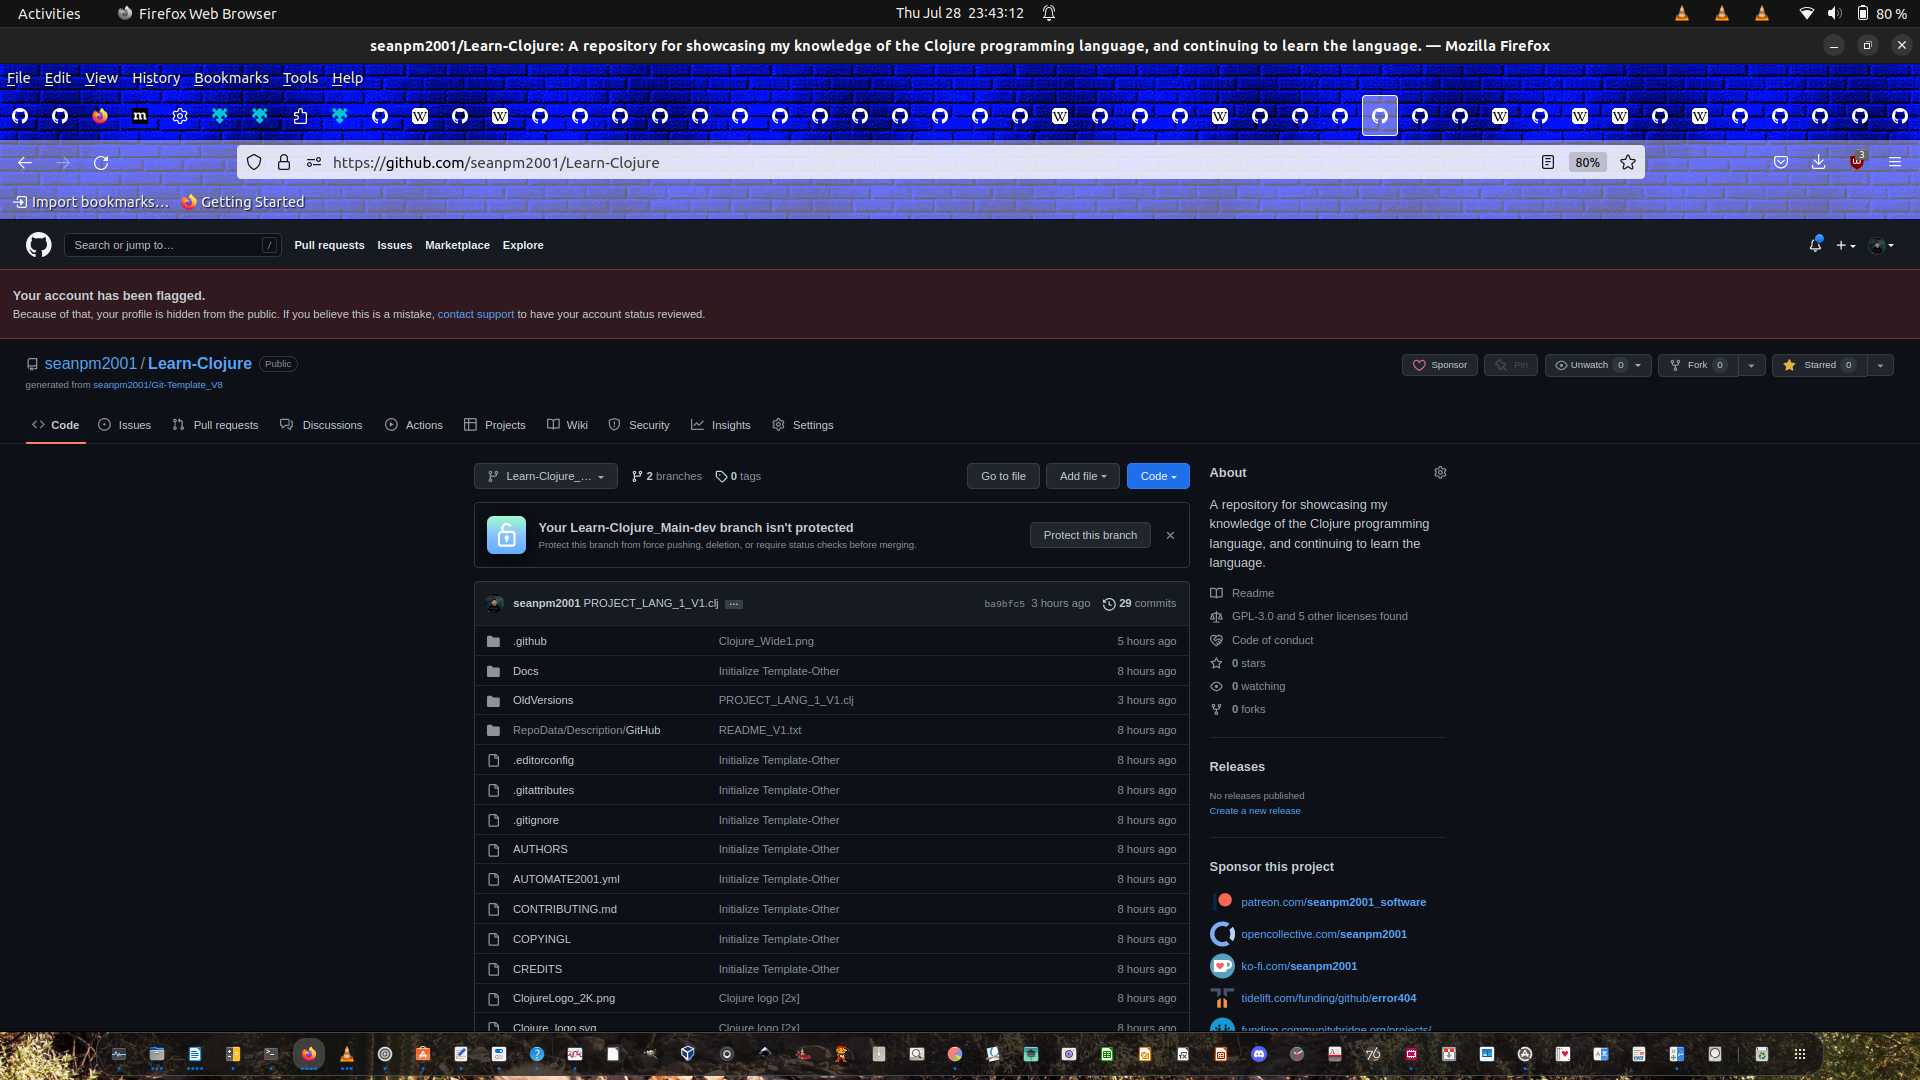 Activities
Firefox Web Browser
Thu Jul 28 23:43:12
80 %
seanpm2001/Learn-Clojure: A repository for showcasing my knowledge of the Clojure programming language, and continuing to learn the language. — Mozilla Firefox
File Edit View History Bookmarks Tools Help
https://github.com/seanpm2001/Learn-Clojure
80%
3
Import bookmarks…
Getting Started
Search or jump to…
/
Pull requests Issues Marketplace Explore
Your account has been flagged.
Because of that, your profile is hidden from the public. If you believe this is a mistake, contact support to have your account status reviewed.
seanpm2001 / Learn-Clojure Public
generated from seanpm2001/Git-Template_V8
Sponsor
Pin
Unwatch 0
Fork 0
Starred 0
Code
Issues
Pull requests
Discussions
Actions
Projects
Wiki
Security
Insights
Settings
Learn-Clojure_…
2 branches
0 tags
Go to file
Add file
Code
Your Learn-Clojure_Main-dev branch isn't protected
Protect this branch from force pushing, deletion, or require status checks before merging.
Protect this branch
seanpm2001 PROJECT_LANG_1_V1.clj … ba9bfc5 3 hours ago 29 commits
.github Clojure_Wide1.png 5 hours ago
Docs Initialize Template-Other 8 hours ago
OldVersions PROJECT_LANG_1_V1.clj 3 hours ago
RepoData/Description/GitHub README_V1.txt 8 hours ago
.editorconfig Initialize Template-Other 8 hours ago
.gitattributes Initialize Template-Other 8 hours ago
.gitignore Initialize Template-Other 8 hours ago
AUTHORS Initialize Template-Other 8 hours ago
AUTOMATE2001.yml Initialize Template-Other 8 hours ago
CONTRIBUTING.md Initialize Template-Other 8 hours ago
COPYINGL Initialize Template-Other 8 hours ago
CREDITS Initialize Template-Other 8 hours ago
ClojureLogo_2K.png Clojure logo [2x] 8 hours ago
Clojure_logo.svg Clojure logo [2x] 8 hours ago
About
A repository for showcasing my
knowledge of the Clojure programming
language, and continuing to learn the
language.
Readme
GPL-3.0 and 5 other licenses found
Code of conduct
0 stars
0 watching
0 forks
Releases
No releases published
Create a new release
Sponsor this project
patreon.com/seanpm2001_software
opencollective.com/seanpm2001
ko-fi.com/seanpm2001
tidelift.com/funding/github/error404
funding.communitybridge.org/projects/